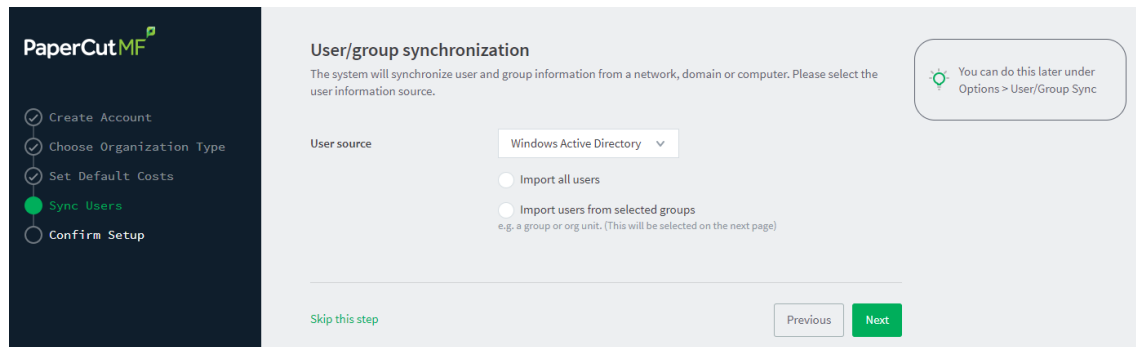 PaperCutMF
Create Account
Choose Organization Type
Set Default Costs
Sync Users
Confirm Setup
User/group synchronization
The system will synchronize user and group information from a network, domain or computer. Please select the
user information source.
User source
Windows Active Directory
Import all users
Import users from selected groups
e.g. a group or org unit. (This will be selected on the next page)
Skip this step
Previous
Next
You can do this later under
Options > User/Group Sync